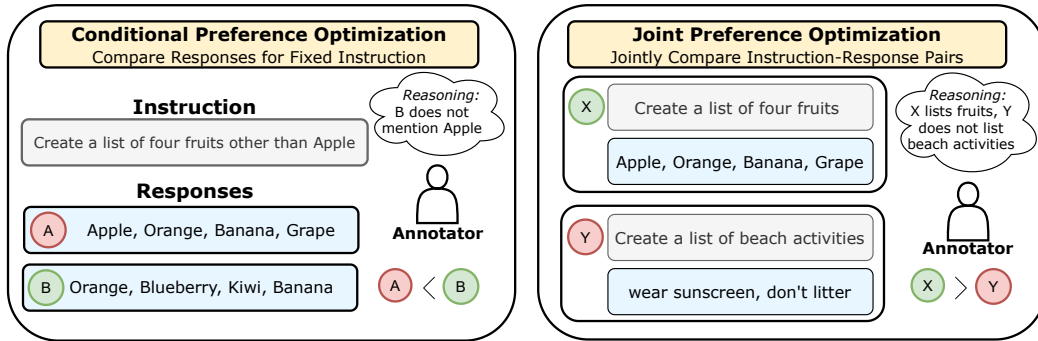 Conditional Preference Optimization
Compare Responses for Fixed Instruction
Instruction
Create a list of four fruits other than Apple
Reasoning:
B does not
mention Apple
Responses
A
Apple, Orange, Banana, Grape
B
Orange, Blueberry, Kiwi, Banana
Annotator
A < B
Joint Preference Optimization
Jointly Compare Instruction-Response Pairs
X
Create a list of four fruits
Apple, Orange, Banana, Grape
Reasoning:
X lists fruits, Y
does not list
beach activities
Y
Create a list of beach activities
wear sunscreen, don't litter
Annotator
X > Y